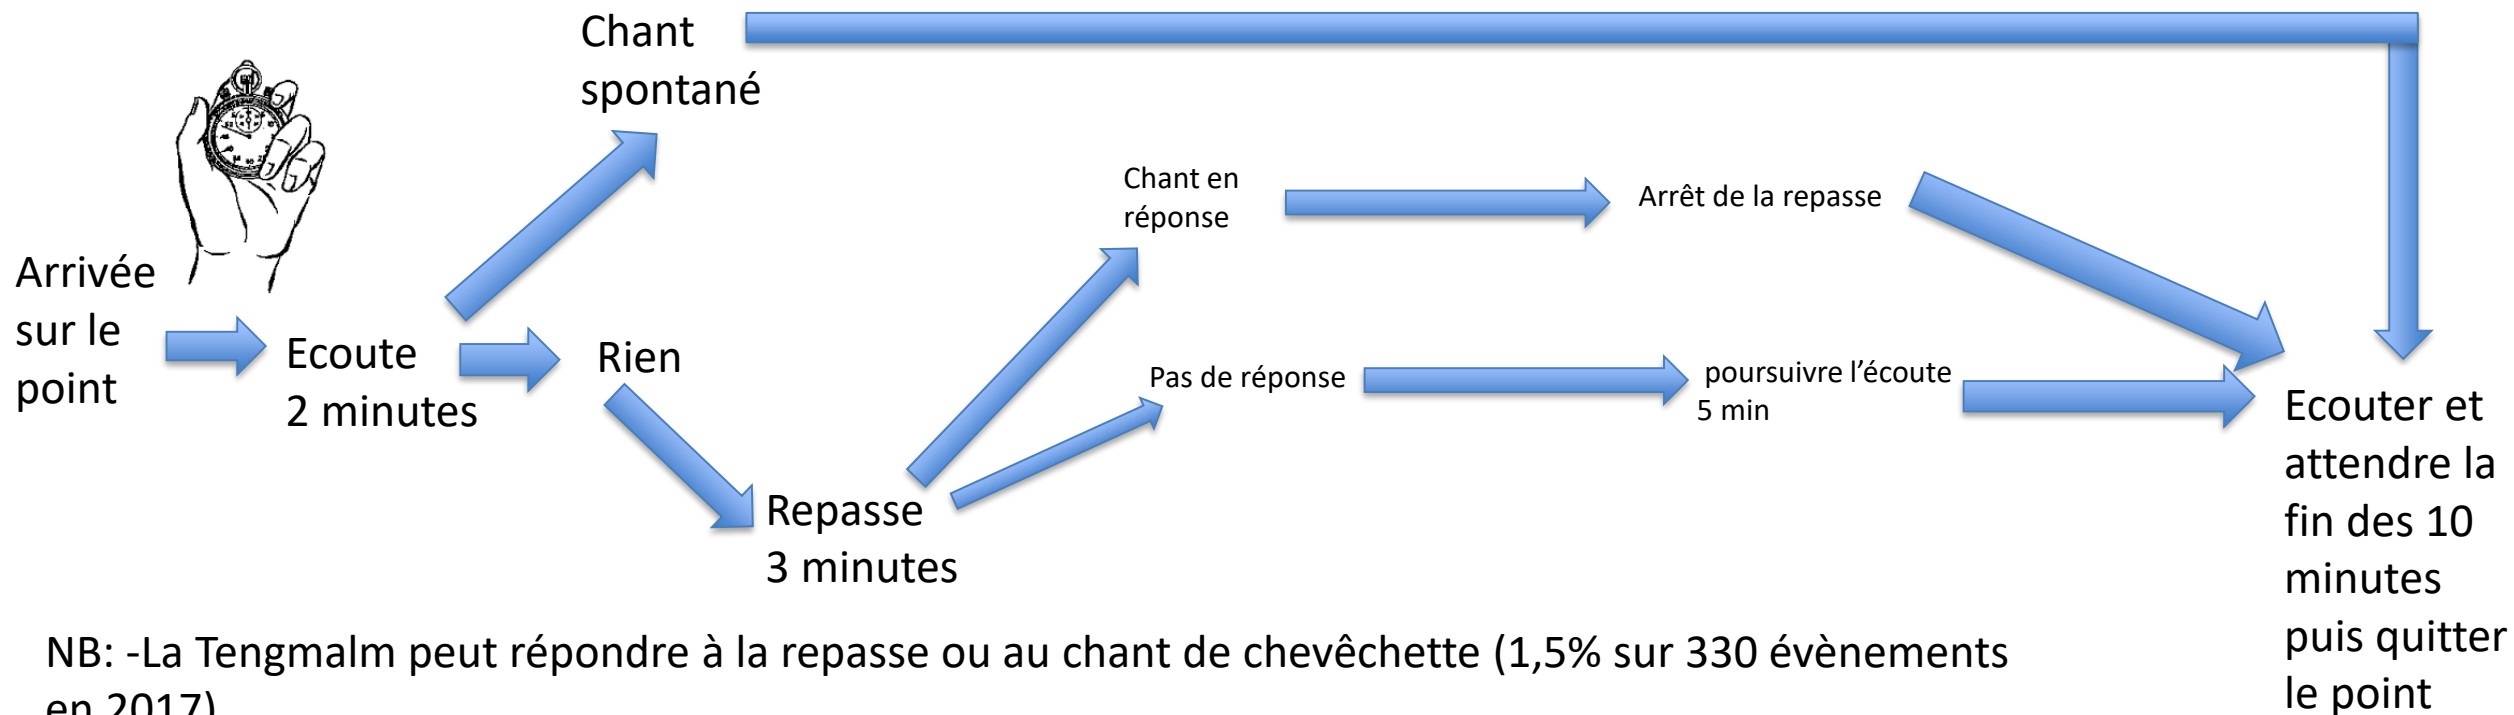 Chant
spontané
Arrivée
sur le
point
Ecoute
2 minutes
Rien
Repasse
3 minutes
Chant en
réponse
Arrêt de la repasse
Pas de réponse
poursuivre l’écoute
5 min
Ecouter et
attendre la
fin des 10
minutes
puis quitter
le point
NB: -La Tengmalm peut répondre à la repasse ou au chant de chevêchette (1,5% sur 330 évènements
en 2017)